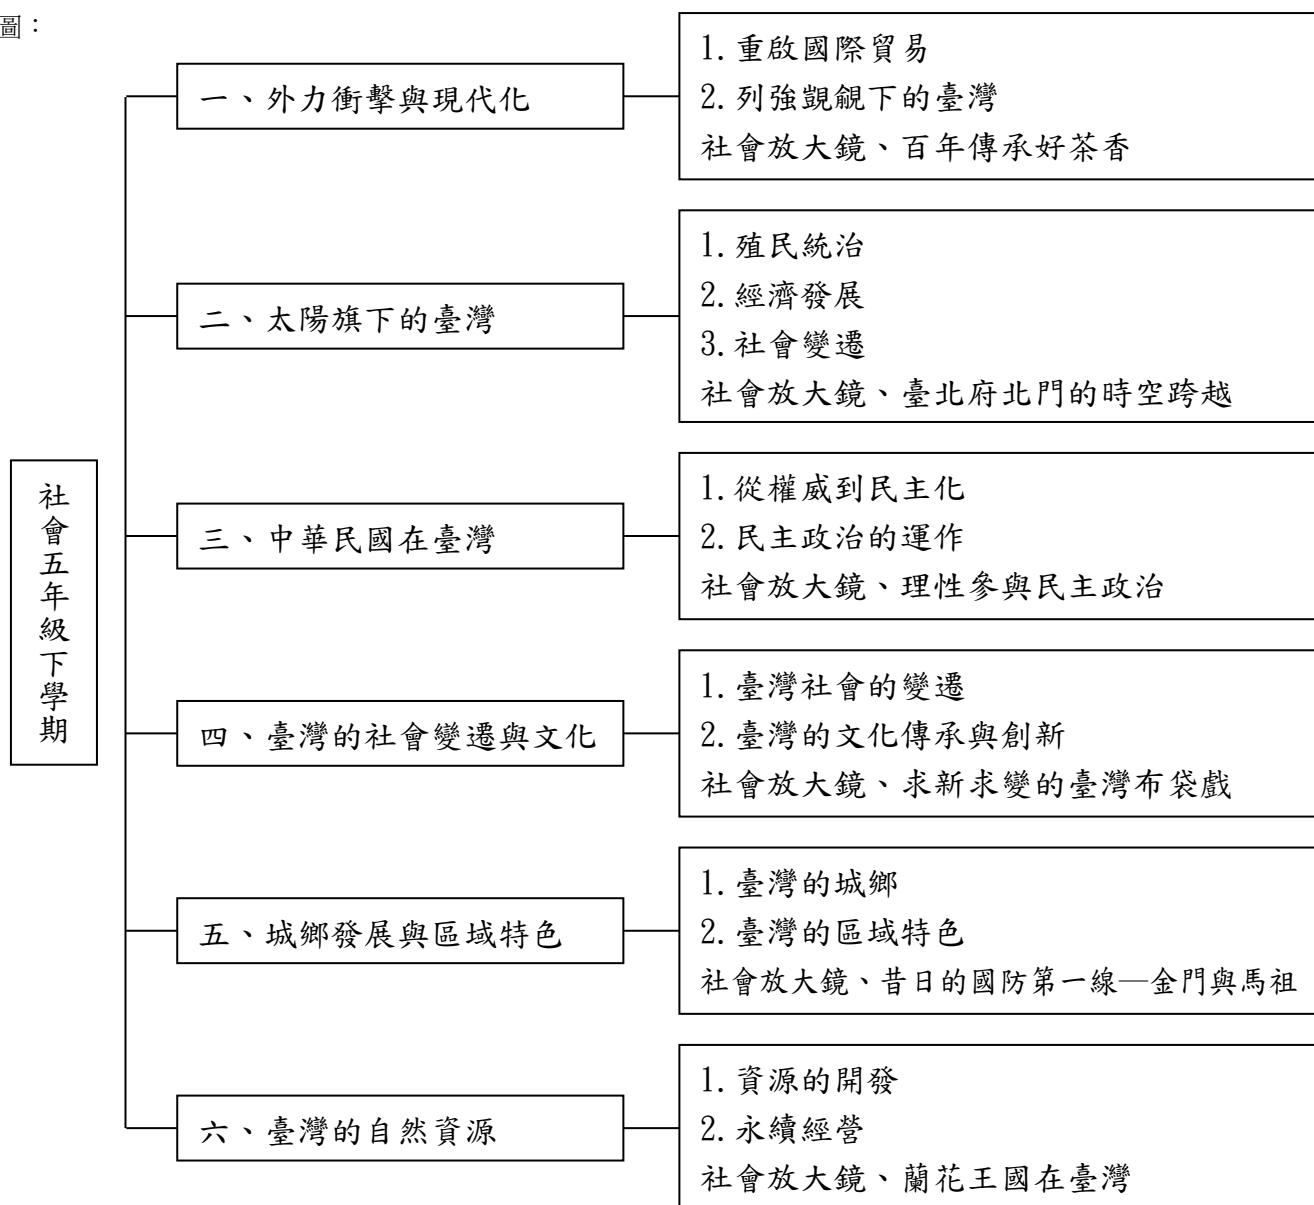 圖：
社會五年級下學期
一、外力衝擊與現代化
1.重啟國際貿易
2.列強覬覦下的臺灣
社會放大鏡、百年傳承好茶香
二、太陽旗下的臺灣
1.殖民統治
2.經濟發展
3.社會變遷
社會放大鏡、臺北府北門的時空跨越
三、中華民國在臺灣
1.從權威到民主化
2.民主政治的運作
社會放大鏡、理性參與民主政治
四、臺灣的社會變遷與文化
1.臺灣社會的變遷
2.臺灣的文化傳承與創新
社會放大鏡、求新求變的臺灣布袋戲
五、城鄉發展與區域特色
1.臺灣的城鄉
2.臺灣的區域特色
社會放大鏡、昔日的國防第一線—金門與馬祖
六、臺灣的自然資源
1.資源的開發
2.永續經營
社會放大鏡、蘭花王國在臺灣